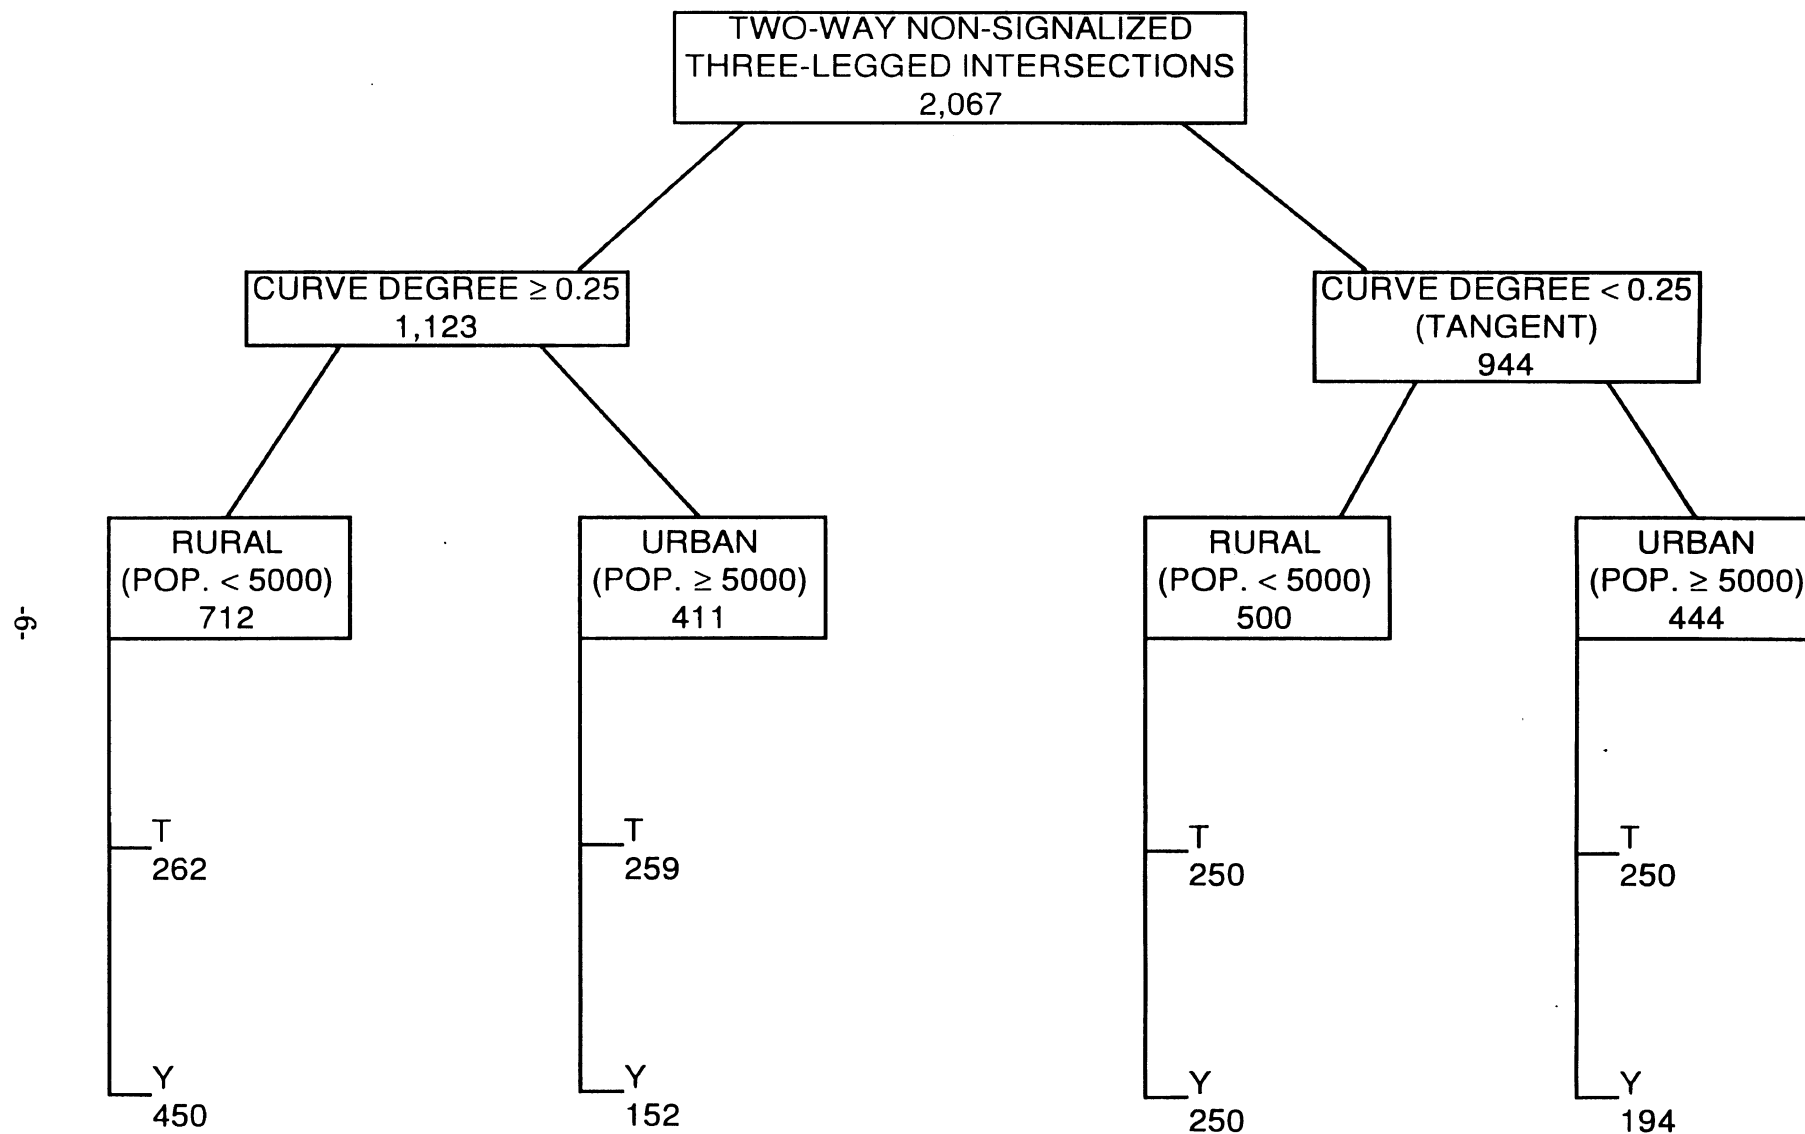 TWO-WAY NON-SIGNALIZED
THREE-LEGGED INTERSECTIONS
2,067
CURVE DEGREE ≥ 0.25
1,123
CURVE DEGREE < 0.25
(TANGENT)
944
RURAL
(POP. < 5000)
712
URBAN
(POP. ≥ 5000)
411
RURAL
(POP. < 5000)
500
URBAN
(POP. ≥ 5000)
444
-9-
T
262
T
259
T
250
T
250
Y
450
Y
152
Y
250
Y
194